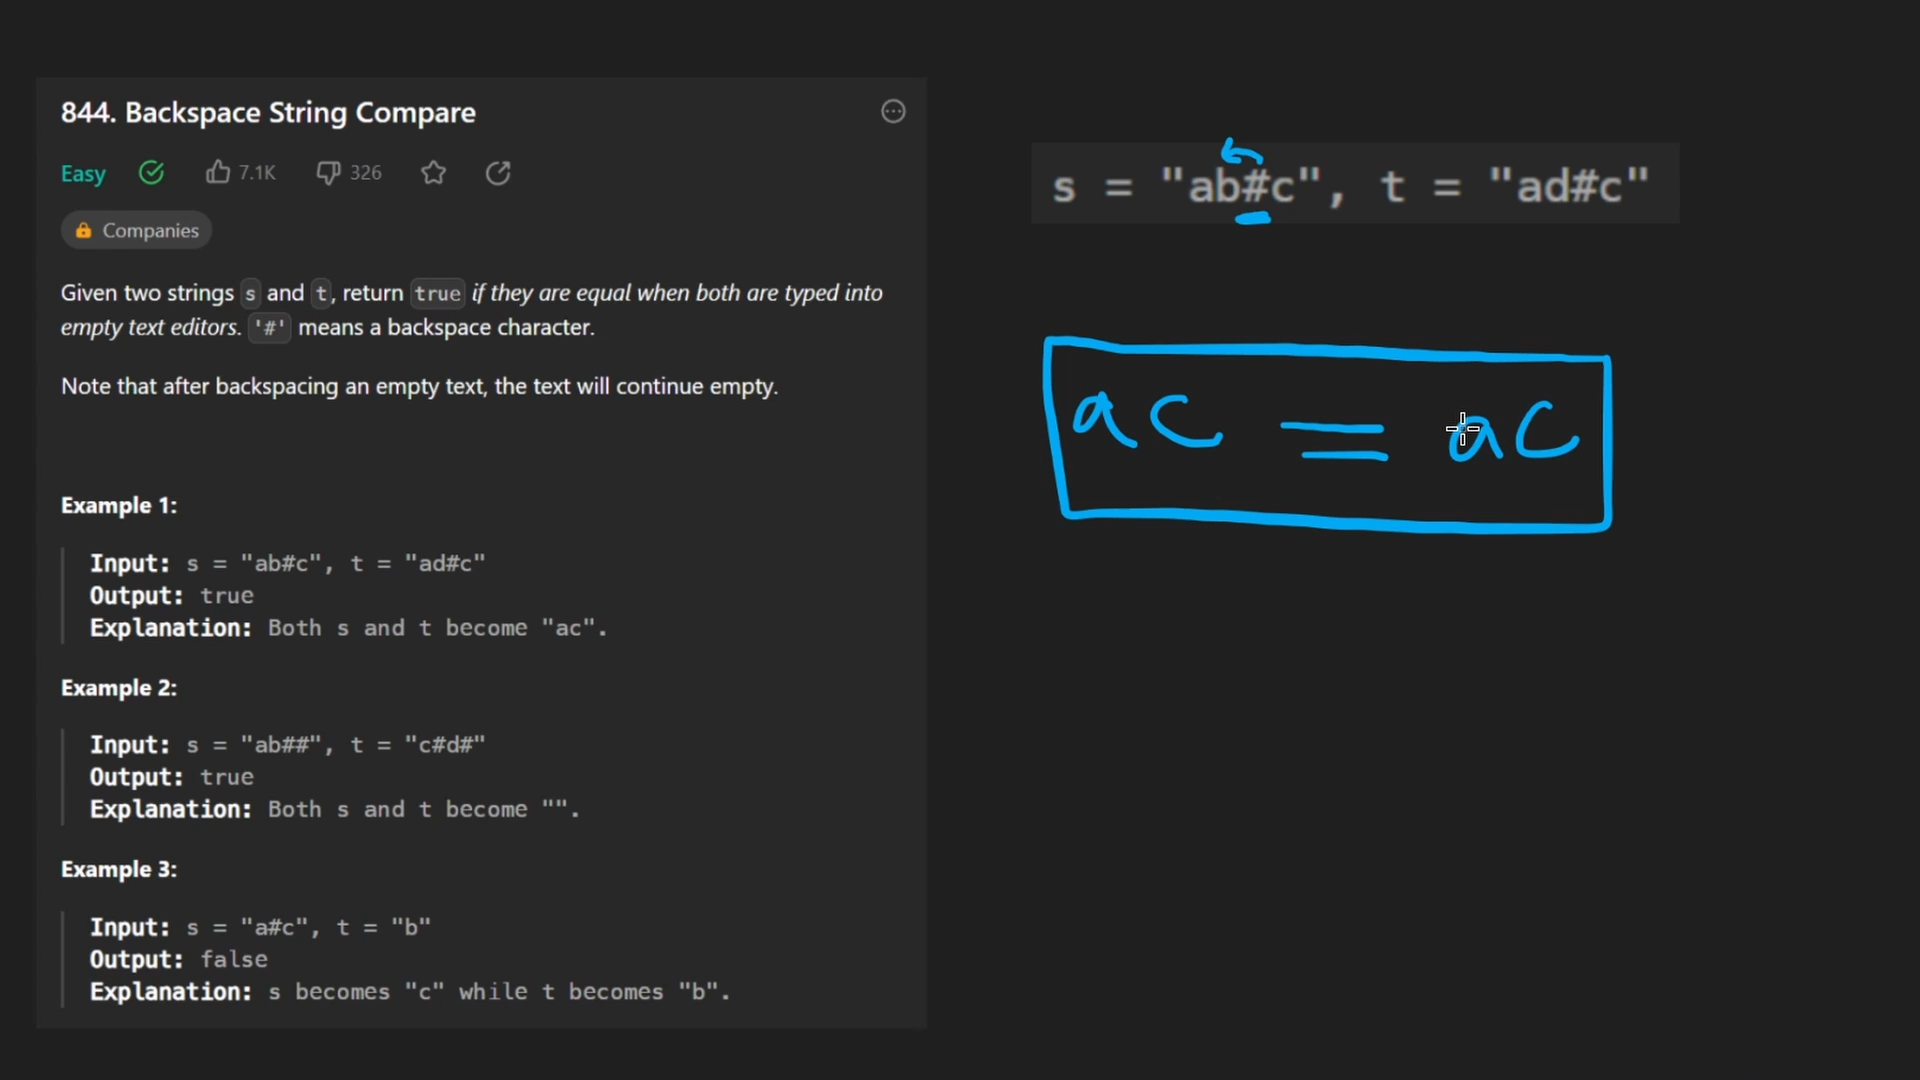 844. Backspace String Compare
Easy 7.1K 326
Companies
Given two strings s and t, return true if they are equal when both are typed into
empty text editors. '#' means a backspace character.
Note that after backspacing an empty text, the text will continue empty.
Example 1:
Input: s = "ab#c", t = "ad#c"
Output: true
Explanation: Both s and t become "ac".
Example 2:
Input: s = "ab##", t = "c#d#"
Output: true
Explanation: Both s and t become "".
Example 3:
Input: s = "a#c", t = "b"
Output: false
Explanation: s becomes "c" while t becomes "b".
s = "ab#c", t = "ad#c"
ac = ac